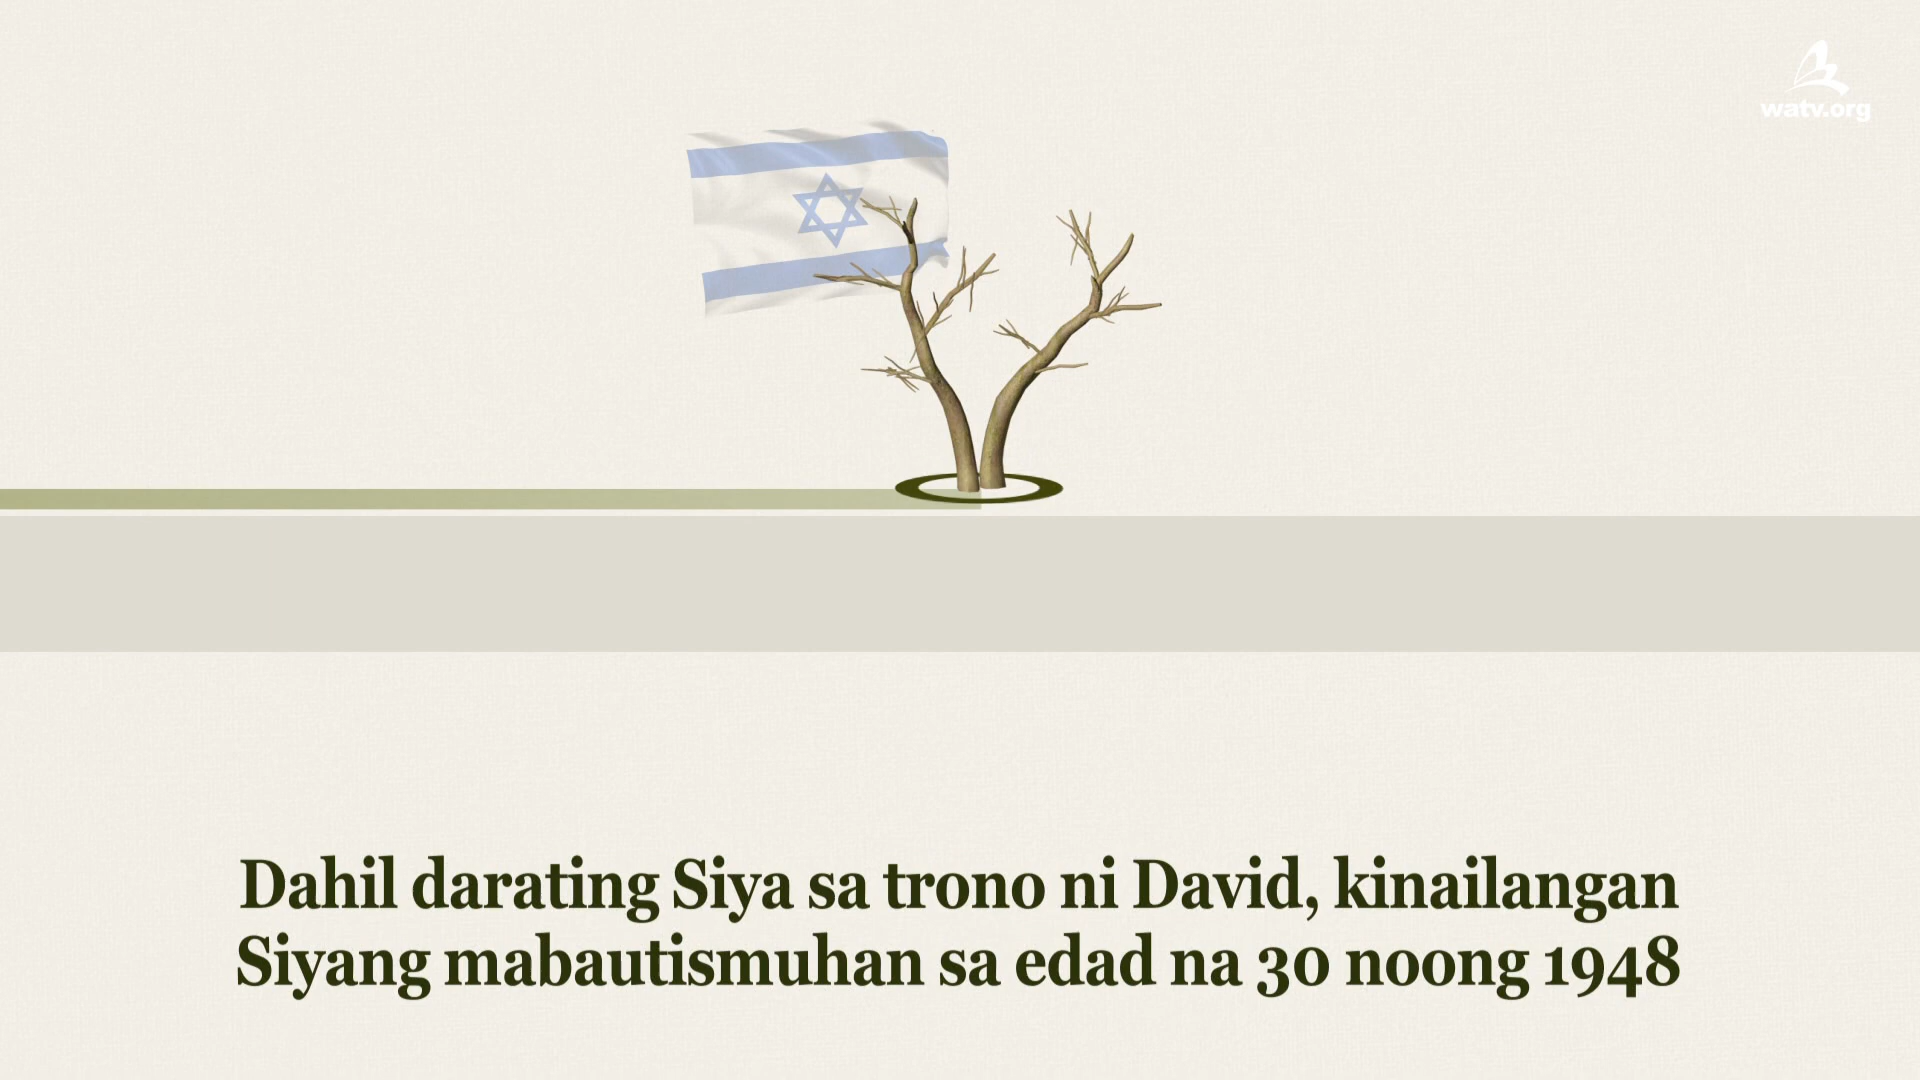 watv.org
Dahil darating Siya sa trono ni David, kinailangan
Siyang mabautismuhan sa edad na 30 noong 1948